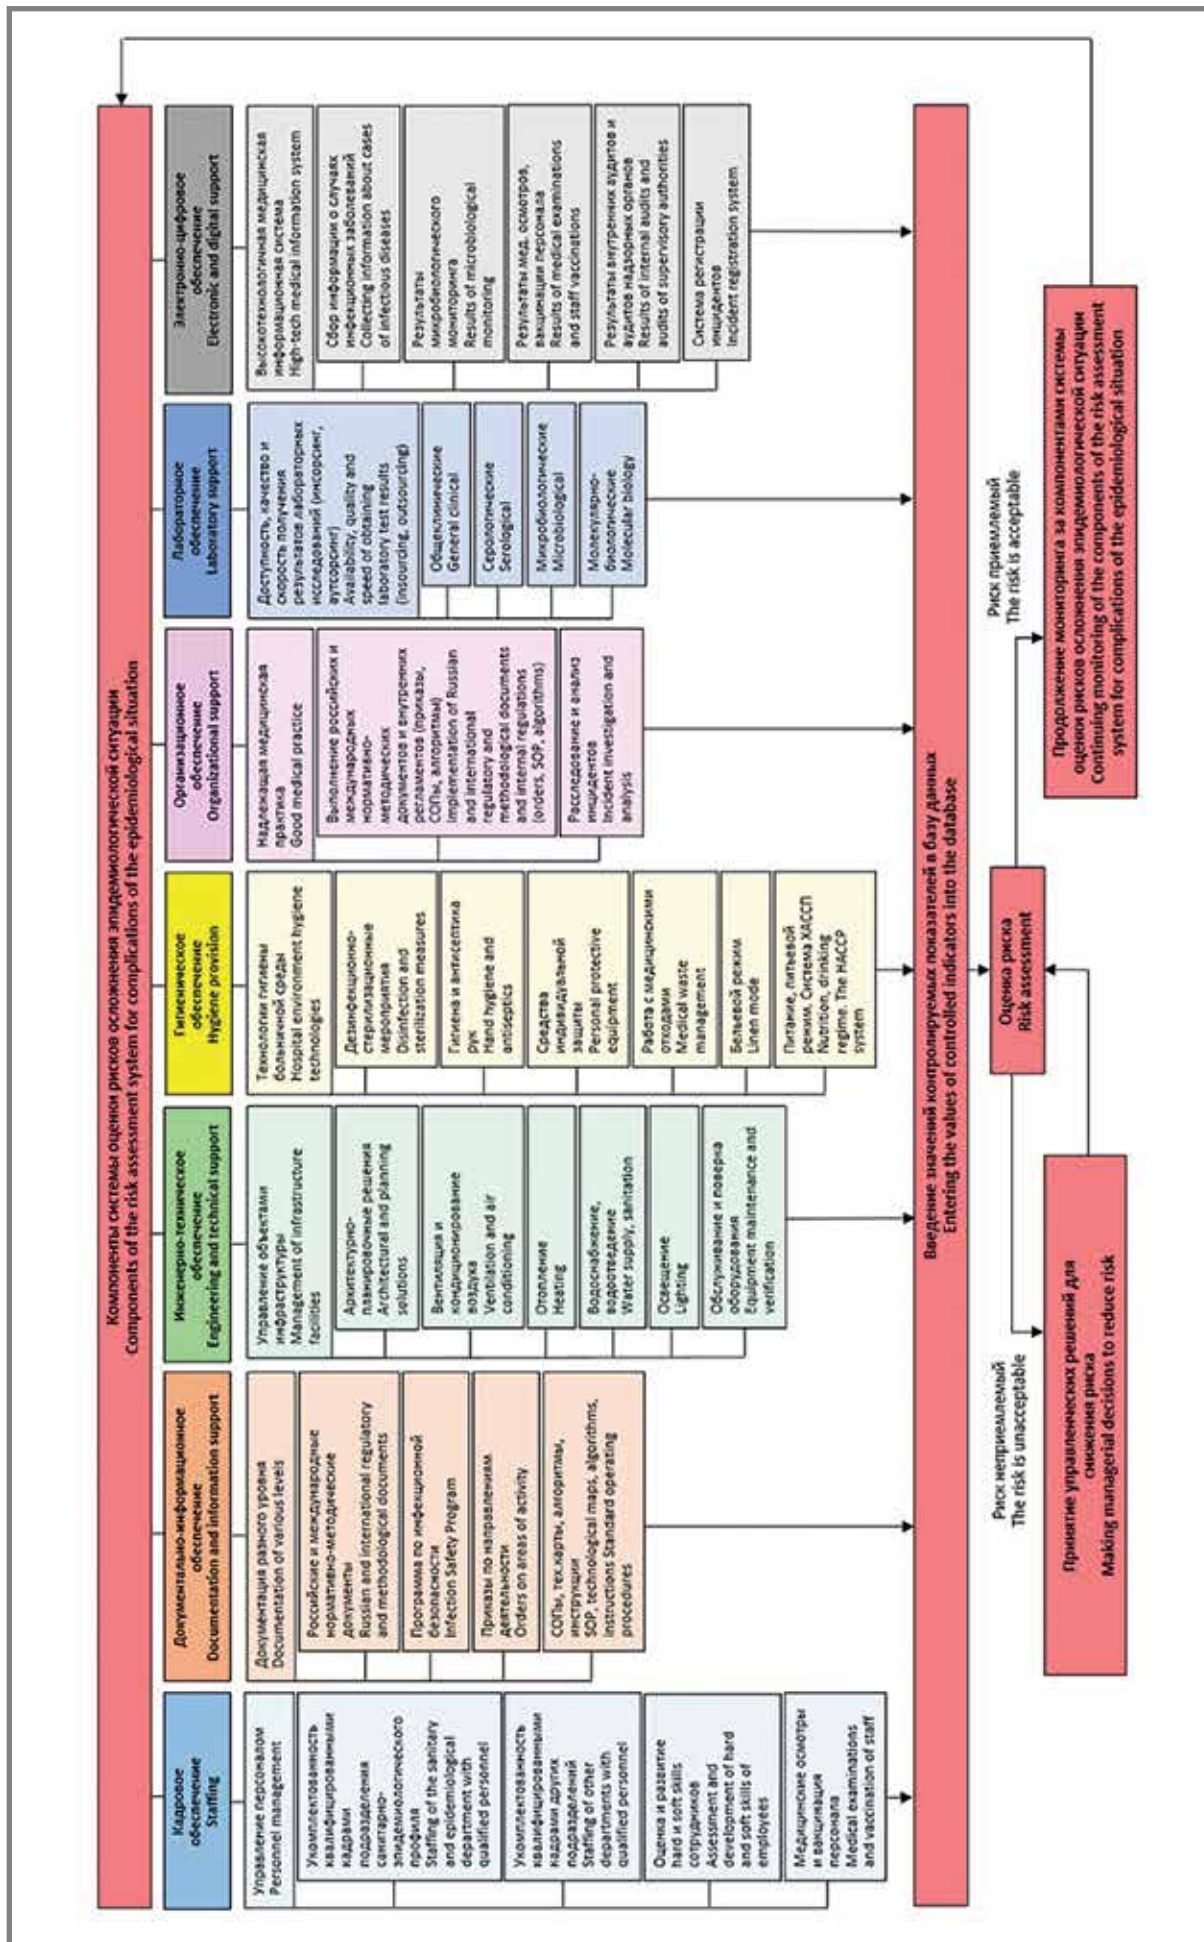 Компоненты системы оценки рисков осложнения эпидемиологической ситуации
Components of the risk assessment system for complications of the epidemiological situation
Кадровое
обеспечение
Staffing
Управление персоналом
Personnel management
Укомплектованность
квалифицированными
кадрами
подразделения
санитарно-
эпидемиологического
профиля
Staffing of the sanitary
and epidemiological
department with
qualified personnel
Укомплектованность
квалифицированными
кадрами других
подразделений
Staffing of other
departments with
qualified personnel
Оценка и развитие
hard и soft skills
сотрудников
Assessment and
development of hard
and soft skills of
employees
Медицинские осмотры
и вакцинация
персонала
Medical examinations
and vaccination of staff
Документально-информационное
обеспечение
Documentation and information support
Документация разного уровня
Documentation of various levels
Российские и международные
нормативно-методические
документы
Russian and international regulatory
and methodological documents
Программа по инфекционной
безопасности
Infection Safety Program
Приказы по направлениям
деятельности
Orders on areas of activity
СОПы, тех.карты, алгоритмы,
инструкции
SOP, technological maps, algorithms,
instructions Standard operating
procedures
Инженерно-техническое
обеспечение
Engineering and technical support
Управление объектами
инфраструктуры
Management of infrastructure
facilities
Архитектурно-
планировочные решения
Architectural and planning
solutions
Вентиляция и
кондиционирование
воздуха
Ventilation and air
conditioning
Отопление
Heating
Водоснабжение,
водоотведение
Water supply, sanitation
Освещение
Lighting
Обслуживание и поверка
оборудования
Equipment maintenance and
verification
Гигиеническое
обеспечение
Hygiene provision
Технологии гигиены
больничной среды
Hospital environment hygiene
technologies
Дезинфекционно-
стерилизационные
мероприятия
Disinfection and
sterilization measures
Гигиена и антисептика
рук
Hand hygiene and
antiseptics
Средства
индивидуальной
защиты
Personal protective
equipment
Работа с медицинскими
отходами
Medical waste
management
Бельевой режим
Linen mode
Питание, питьевой
режим. Система ХАССП
Nutrition, drinking
regime. The HACCP
system
Организационное
обеспечение
Organizational support
Надлежащая медицинская
практика
Good medical practice
Выполнение российских и
международных
нормативно-
методических
документов и внутренних
регламентов (приказы,
СОПы, алгоритмы)
Implementation of Russian
and international
regulatory and
methodological documents
and internal regulations
(orders, SOP, algorithms)
Расследование и анализ
инцидентов
Incident investigation and
analysis
Лабораторное
обеспечение
Laboratory support
Доступность, качество и
скорость получения
результатов лабораторных
исследований (инсорсинг,
аутсорсинг)
Availability, quality and
speed of obtaining
laboratory test results
(insourcing, outsourcing)
Общеклинические
General clinical
Серологические
Serological
Микробиологические
Microbiological
Молекулярно-
биологические
Molecular biology
Электронно-цифровое
обеспечение
Electronic and digital support
Высокотехнологичная медицинская
информационная система
High-tech medical information system
Сбор информации о случаях
инфекционных заболеваний
Collecting information about cases
of infectious diseases
Результаты
микробиологического
мониторинга
Results of microbiological
monitoring
Результаты мед. осмотров,
вакцинации персонала
Results of medical examinations
and staff vaccinations
Результаты внутренних аудитов и
аудитов надзорных органов
Results of internal audits and
audits of supervisory authorities
Система регистрации
инцидентов
Incident registration system
Введение значений контролируемых показателей в базу данных
Entering the values of controlled indicators into the database
Оценка риска
Risk assessment
Риск неприемлемый
The risk is unacceptable
Риск приемлемый
The risk is acceptable
Принятие управленческих решений для
снижения риска
Making managerial decisions to reduce risk
Продолжение мониторинга за компонентами системы
оценки рисков осложнения эпидемиологической ситуации
Continuing monitoring of the components of the risk assessment
system for complications of the epidemiological situation